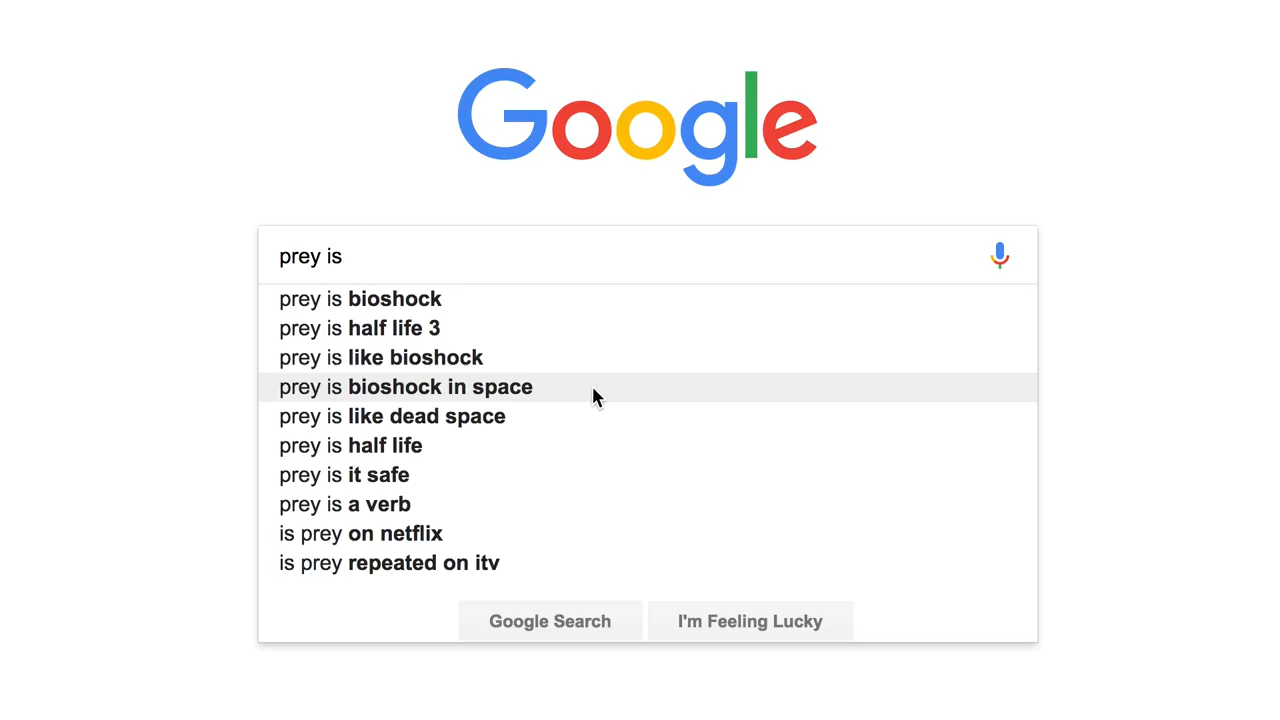 Google
prey is
prey is bioshock
prey is half life 3
prey is like bioshock
prey is bioshock in space
prey is like dead space
prey is half life
prey is it safe
prey is a verb
is prey on netflix
is prey repeated on itv
Google Search I'm Feeling Lucky